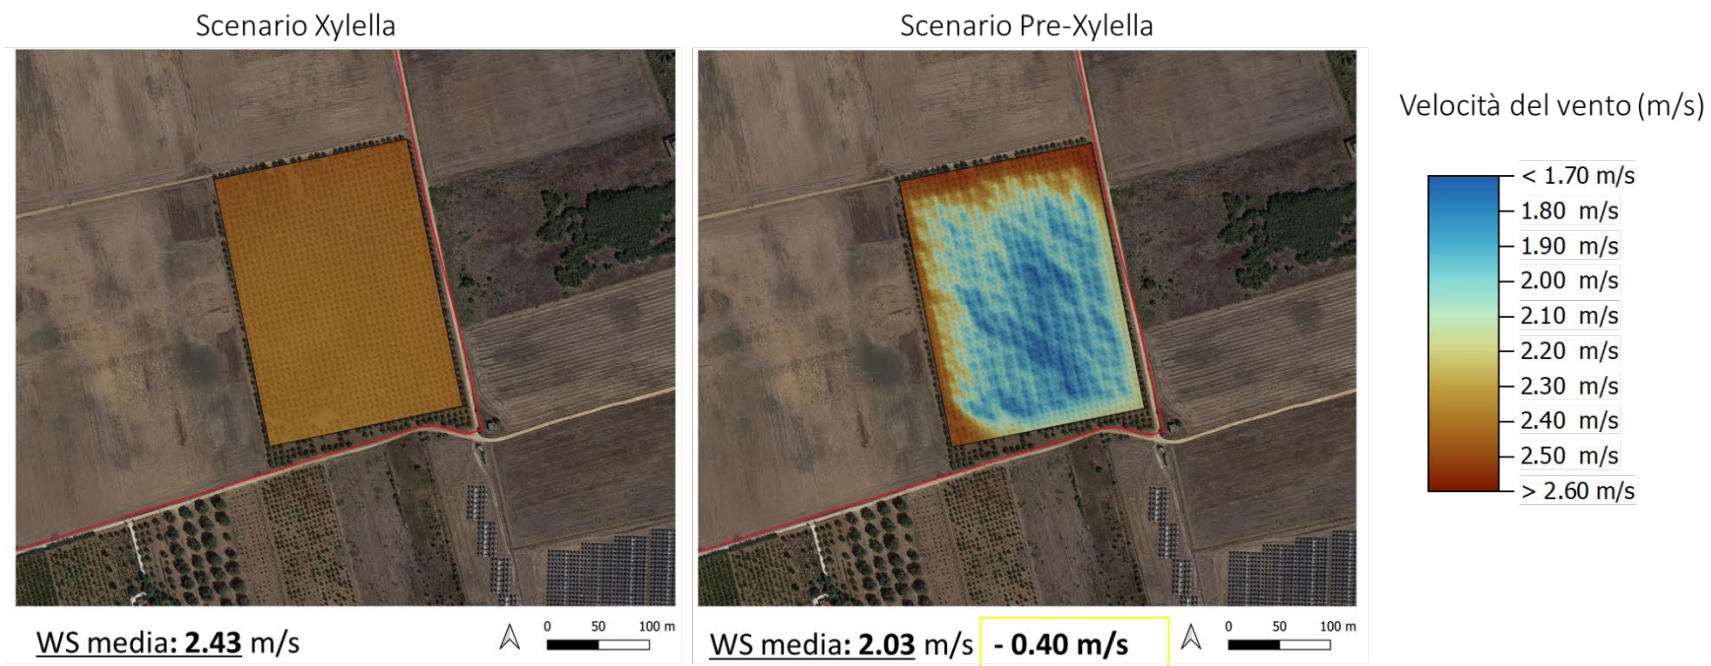 Scenario Xylella
Scenario Pre-Xylella
Velocità del vento (m/s)
< 1.70 m/s
1.80 m/s
1.90 m/s
2.00 m/s
2.10 m/s
2.20 m/s
2.30 m/s
2.40 m/s
2.50 m/s
> 2.60 m/s
WS media: 2.43 m/s
0 50 100 m
WS media: 2.03 m/s - 0.40 m/s
0 50 100 m